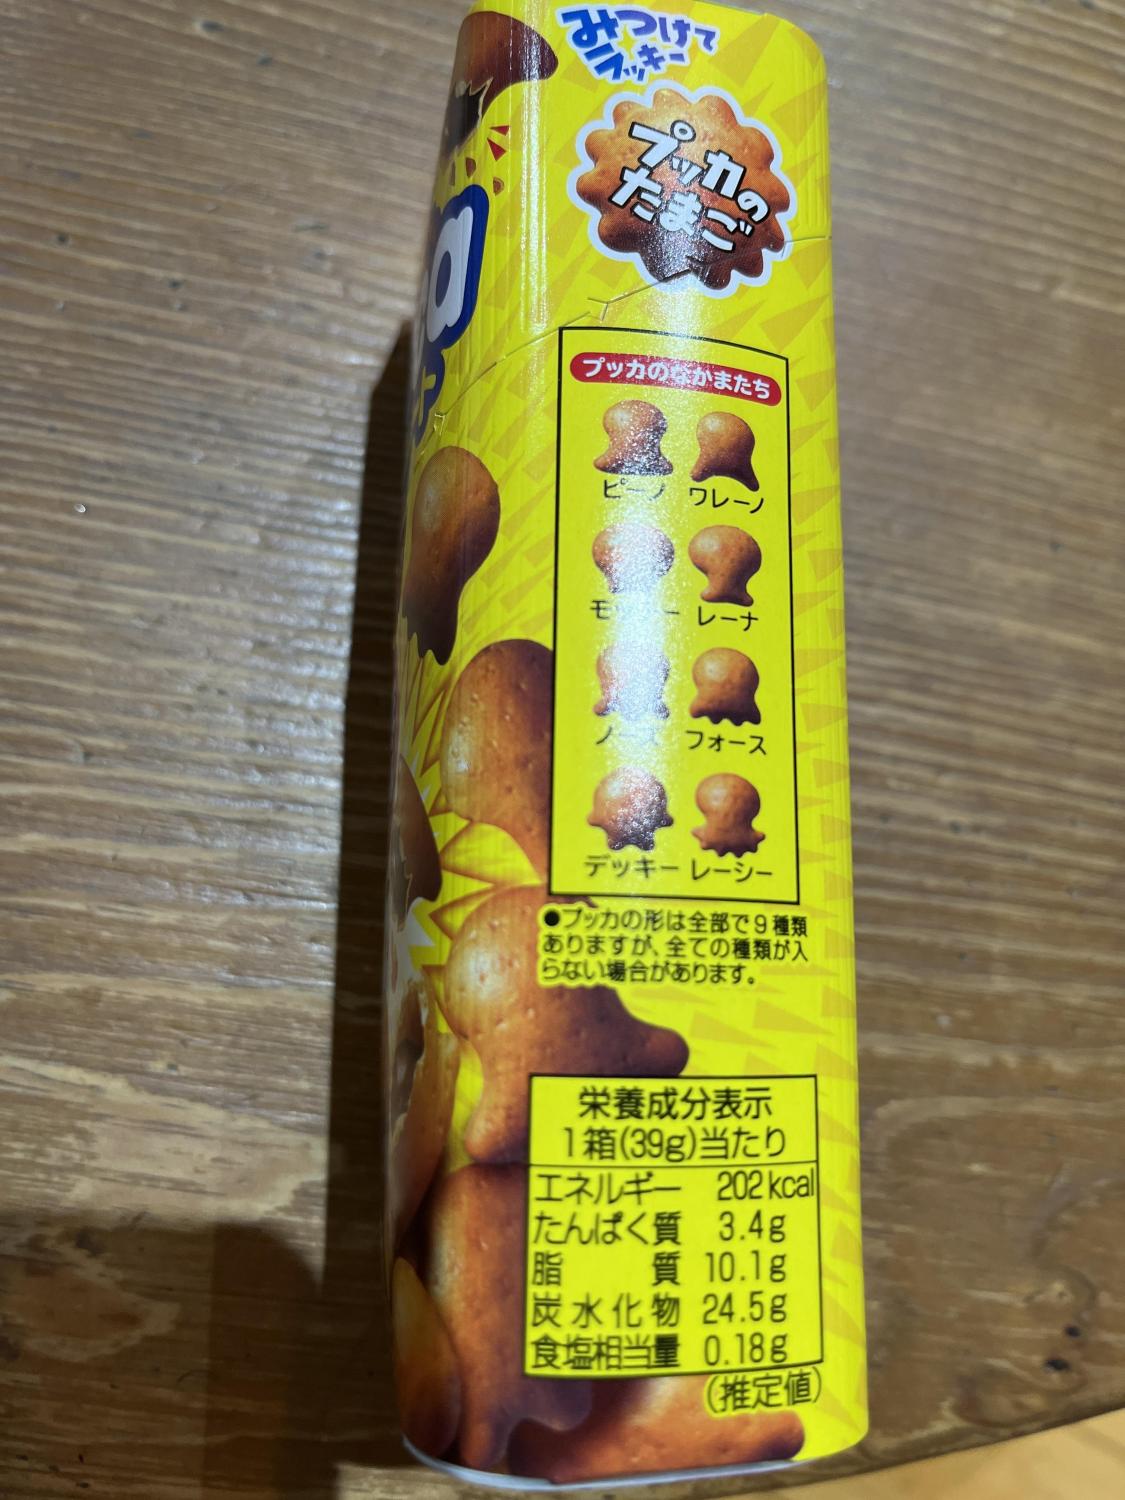 みつけて
ラッキー
プッカの
たまご
プッカのなかまたち
ピーノ ワレーノ
レーナ
フォース
デッキー レーシー
●プッカの形は全部で9種類
ありますが、全ての種類が入
らない場合があります。
栄養成分表示
1箱(39g)当たり
エネルギー 202kcal
たんぱく質 3.4g
脂質 10.1g
炭水化物 24.5g
食塩相当量 0.18g
(推定値)